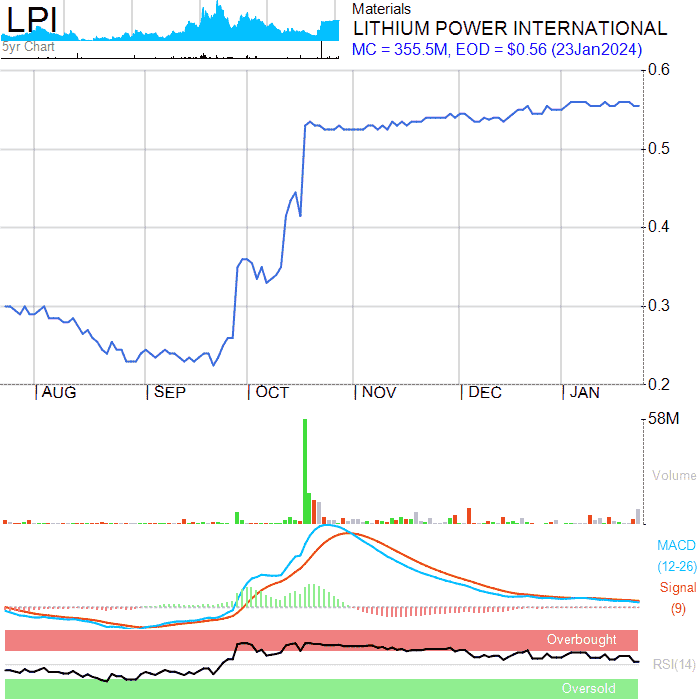 LPI
5yr Chart
Materials
LITHIUM POWER INTERNATIONAL
MC = 355.5M, EOD = $0.56 (23Jan2024)
0.6
0.5
0.4
0.3
0.2
AUG SEP OCT NOV DEC JAN
58M
Volume
MACD
(12-26)
Signal
(9)
Overbought
RSI(14)
Oversold